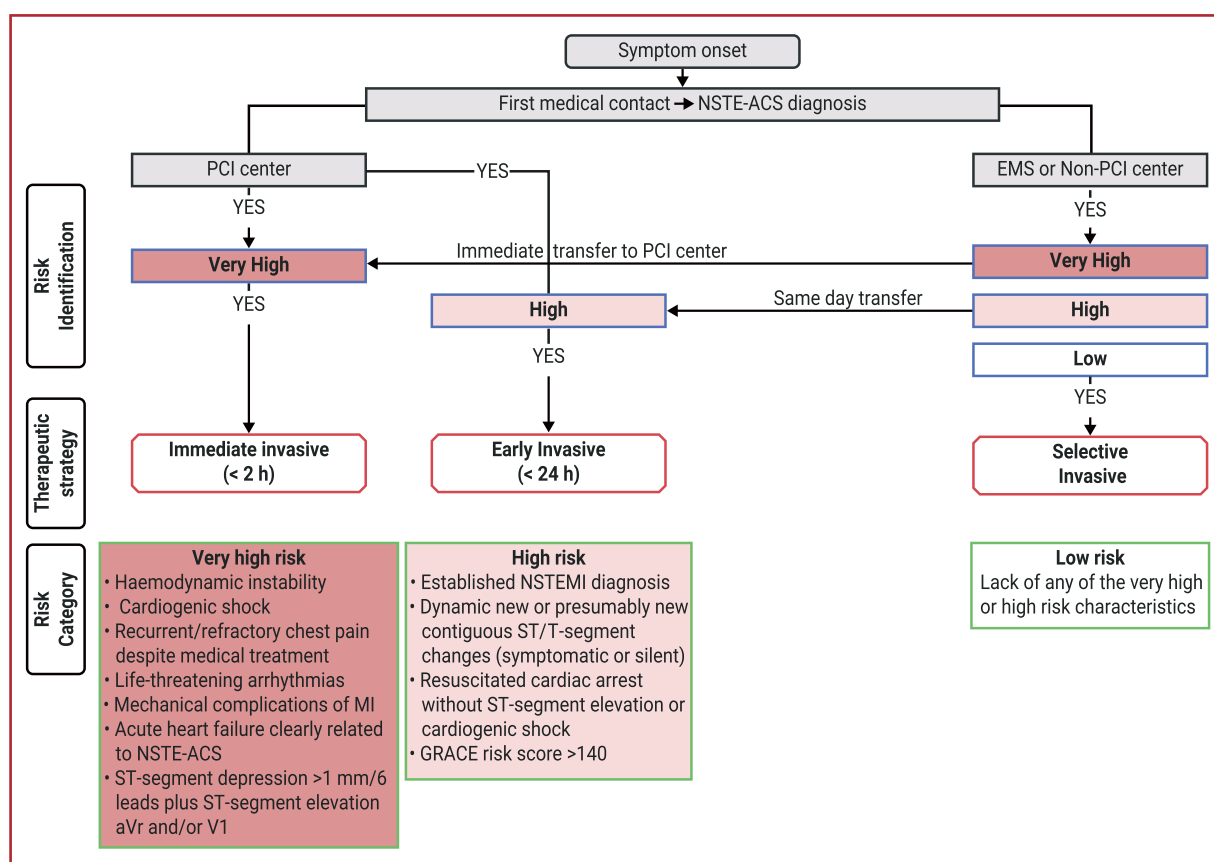 Symptom onset
First medical contact → NSTE-ACS diagnosis
PCI center
YES
EMS or Non-PCI center
YES
YES
Risk
Identification
Very High
Immediate transfer to PCI center
Very High
YES
High
Same day transfer
High
YES
Low
YES
Therapeutic
strategy
Immediate invasive
(< 2 h)
Early Invasive
(< 24 h)
Selective
Invasive
Risk
Category
Very high risk
• Haemodynamic instability
• Cardiogenic shock
• Recurrent/refractory chest pain
despite medical treatment
• Life-threatening arrhythmias
• Mechanical complications of MI
• Acute heart failure clearly related
to NSTE-ACS
• ST-segment depression >1 mm/6
leads plus ST-segment elevation
aVr and/or V1
High risk
• Established NSTEMI diagnosis
• Dynamic new or presumably new
contiguous ST/T-segment
changes (symptomatic or silent)
• Resuscitated cardiac arrest
without ST-segment elevation or
cardiogenic shock
• GRACE risk score >140
Low risk
Lack of any of the very high
or high risk characteristics